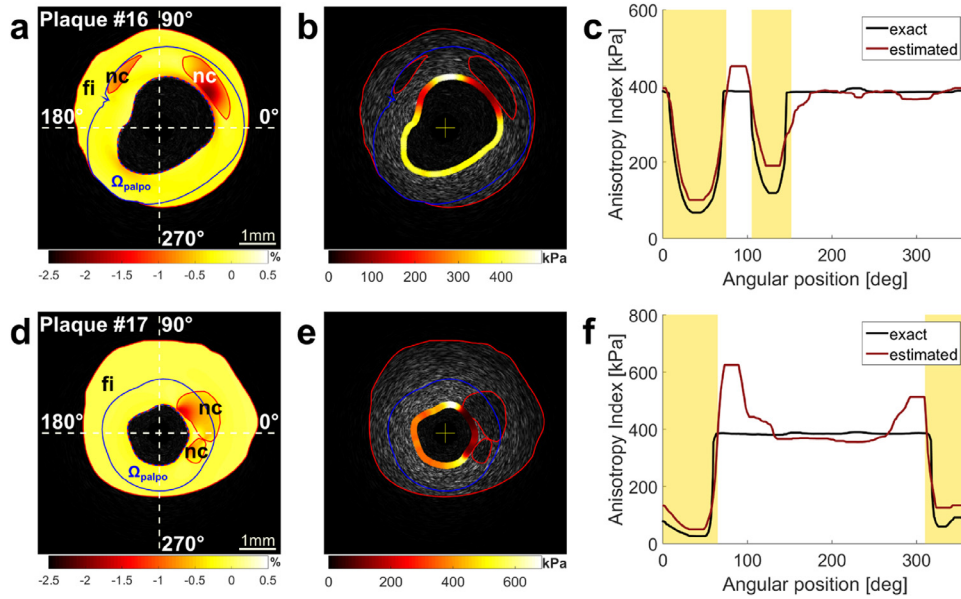 a
Plaque #16
90°
nc
nc
fi
180°
0°
Ωpalpo
270°
1mm
%
-2.5 -2 -1.5 -1 -0.5 0 0.5
b
kPa
0 100 200 300 400
c
Anisotropy Index [kPa]
600
400
200
0
exact
estimated
0 100 200 300
Angular position [deg]
d
Plaque #17
90°
fi
nc
180°
0°
nc
Ωpalpo
270°
1mm
%
-2.5 -2 -1.5 -1 -0.5 0 0.5
e
kPa
0 200 400 600
f
Anisotropy Index [kPa]
800
600
400
200
0
exact
estimated
0 100 200 300
Angular position [deg]